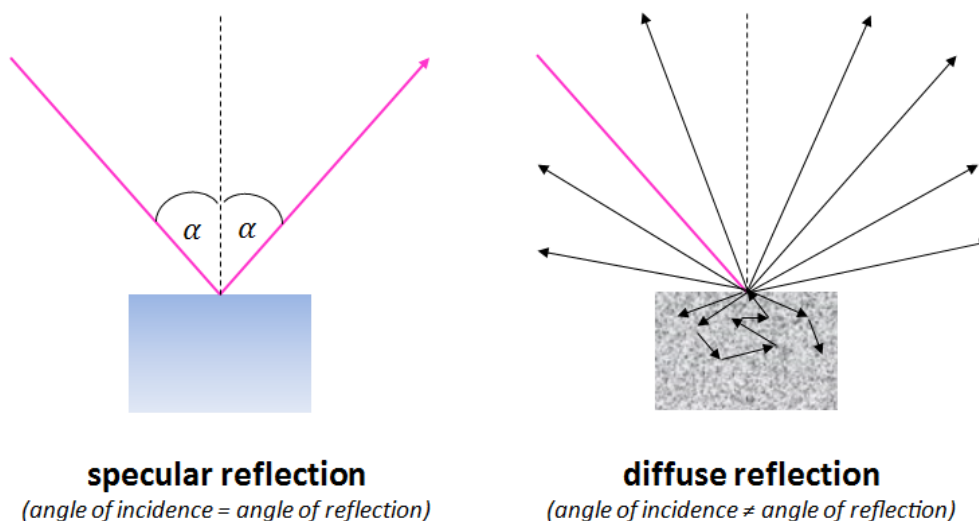 α α
specular reflection
(angle of incidence = angle of reflection)
diffuse reflection
(angle of incidence ≠ angle of reflection)